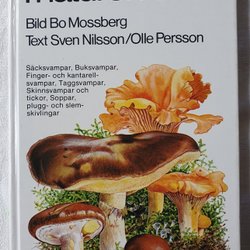 Bild Bo Mossberg
Text Sven Nilsson/Olle Persson
Säcksvampar, Buksvampar,
Finger- och kantarell-
svampar, Taggsvampar,
Skinnsvampar och
tickor, Soppar,
plugg- och slem-
skivlingar